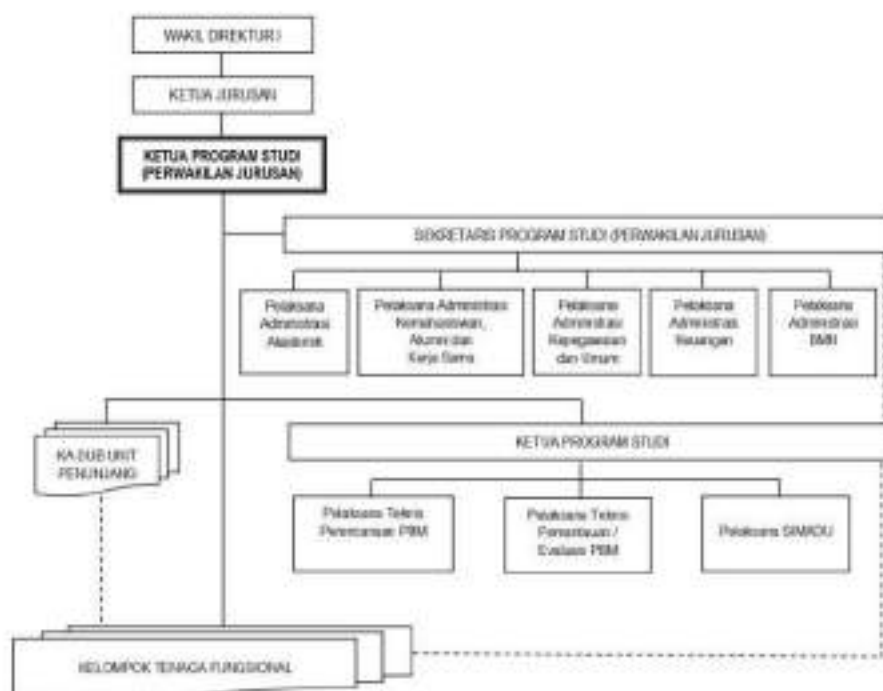 WAKIL DIREKTUR I
KETUA JURUSAN
KETUA PROGRAM STUDI
(PERWAKILAN JURUSAN)
SEKRETARIS PROGRAM STUDI (PERWAKILAN JURUSAN)
Pelaksana
Administrasi
Akademik
Pelaksana Administrasi
Kemahasiswaan,
Alumni dan
Kerja Sama
Pelaksana
Administrasi
Kepegawaian
dan Umum
Pelaksana
Administrasi
Keuangan
Pelaksana
Administrasi
BMN
KA SUB UNIT
PENUNJANG
KETUA PROGRAM STUDI
Pelaksana Teknis
Perencanaan PBM
Pelaksana Teknis
Pemantauan /
Evaluasi PBM
Pelaksana SIMADU
KELOMPOK TENAGA FUNGSIONAL